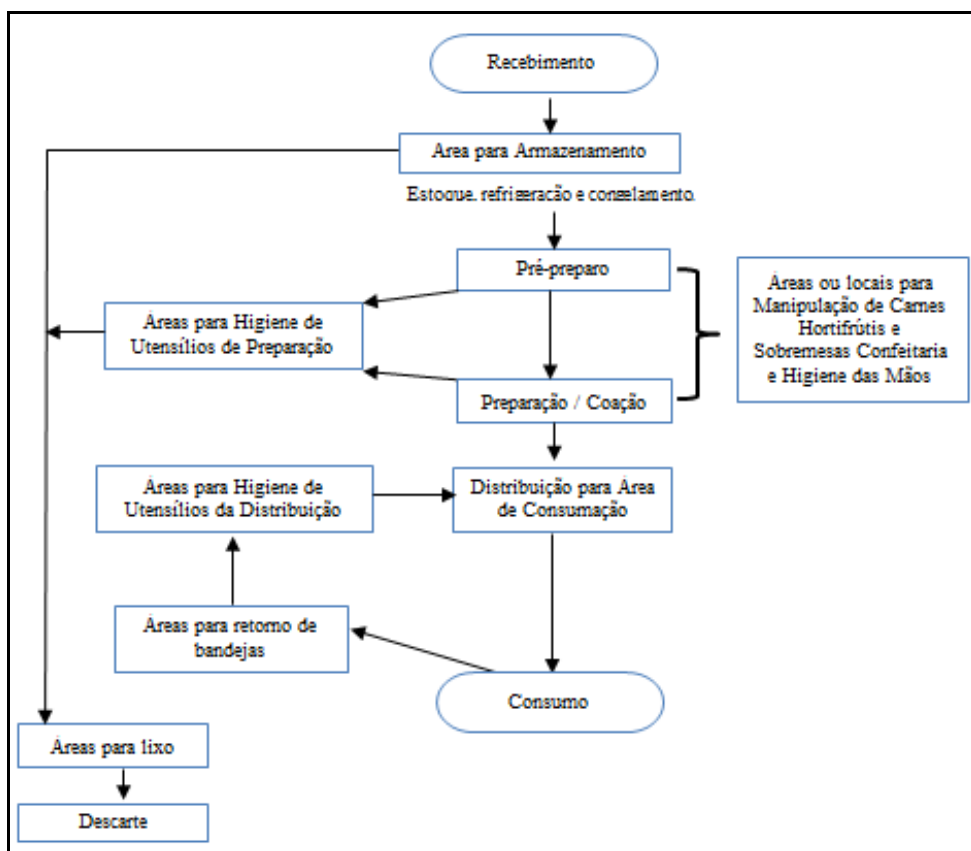 Recebimento
Area para Armazenamento
Estoque, refrigeração e congelamento.
Pré-preparo
Áreas ou locais para
Manipulação de Carnes
Hortifrútis e
Sobremesas Confeitaria
e Higiene das Mãos
Áreas para Higiene de
Utensílios de Preparação
Preparação / Coação
Áreas para Higiene de
Utensílios da Distribuição
Distribuição para Área
de Consumação
Áreas para retorno de
bandejas
Consumo
Áreas para lixo
Descarte